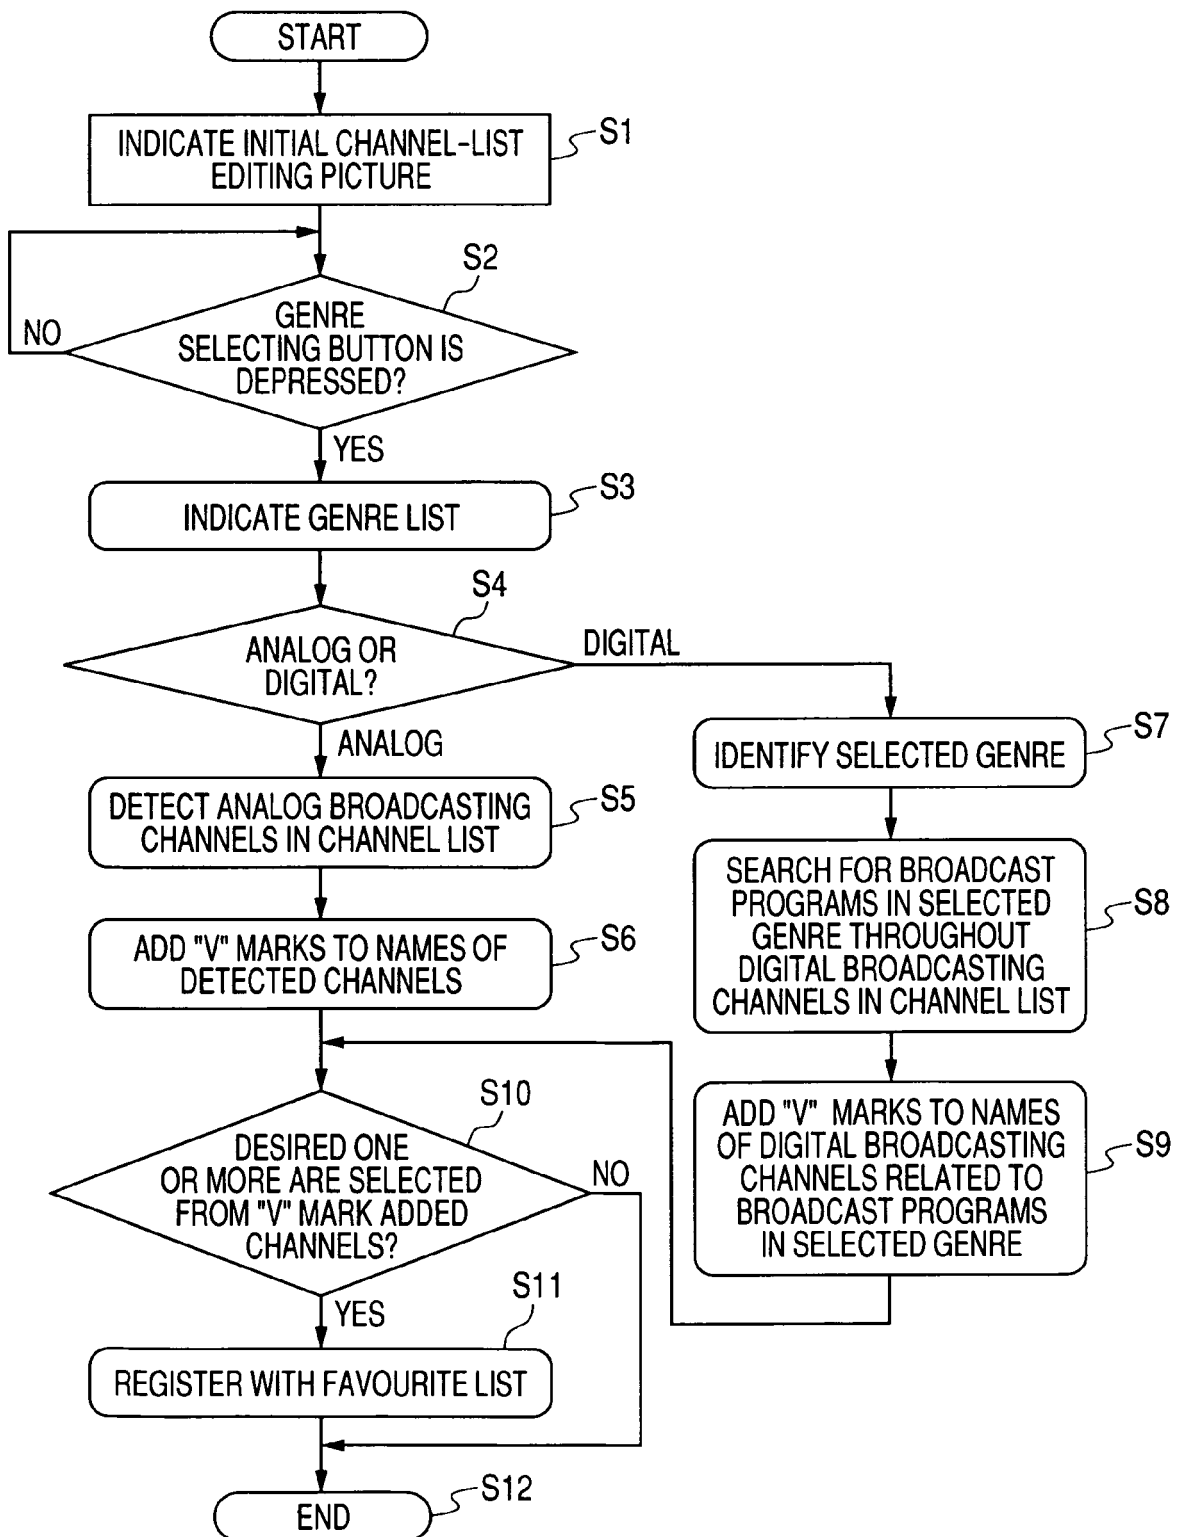 START
INDICATE INITIAL CHANNEL-LIST
EDITING PICTURE
S1
S2
GENRE
SELECTING BUTTON IS
DEPRESSED?
NO
YES
INDICATE GENRE LIST
S3
S4
ANALOG OR
DIGITAL?
DIGITAL
ANALOG
DETECT ANALOG BROADCASTING
CHANNELS IN CHANNEL LIST
S5
ADD "V" MARKS TO NAMES OF
DETECTED CHANNELS
S6
IDENTIFY SELECTED GENRE
S7
SEARCH FOR BROADCAST
PROGRAMS IN SELECTED
GENRE THROUGHOUT
DIGITAL BROADCASTING
CHANNELS IN CHANNEL LIST
S8
ADD "V" MARKS TO NAMES
OF DIGITAL BROADCASTING
CHANNELS RELATED TO
BROADCAST PROGRAMS
IN SELECTED GENRE
S9
S10
DESIRED ONE
OR MORE ARE SELECTED
FROM "V" MARK ADDED
CHANNELS?
NO
YES
S11
REGISTER WITH FAVOURITE LIST
END
S12